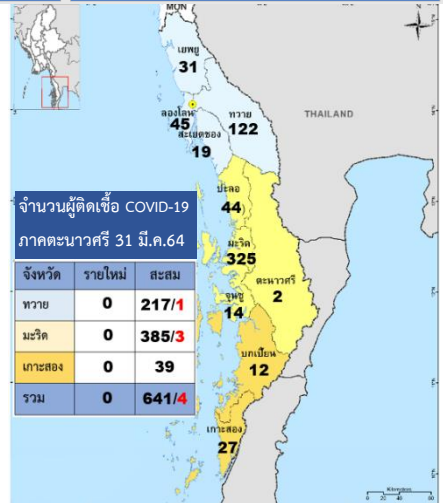 MON
เยพยู
31
ลองโลน
45
ทวาย
122
THAILAND
สะเยดชอง
19
ปะลอ
44
จำนวนผู้ติดเชื้อ COVID-19
ภาคตะนาวศรี 31 มี.ค.64
มะริด
325
ตะนาวศรี
2
จุนซู
14
จังหวัด รายใหม่ สะสม
ทวาย 0 217/1
มะริด 0 385/3
เกาะสอง 0 39
รวม 0 641/4
บกเปี้ยน
12
เกาะสอง
27
Kilometers